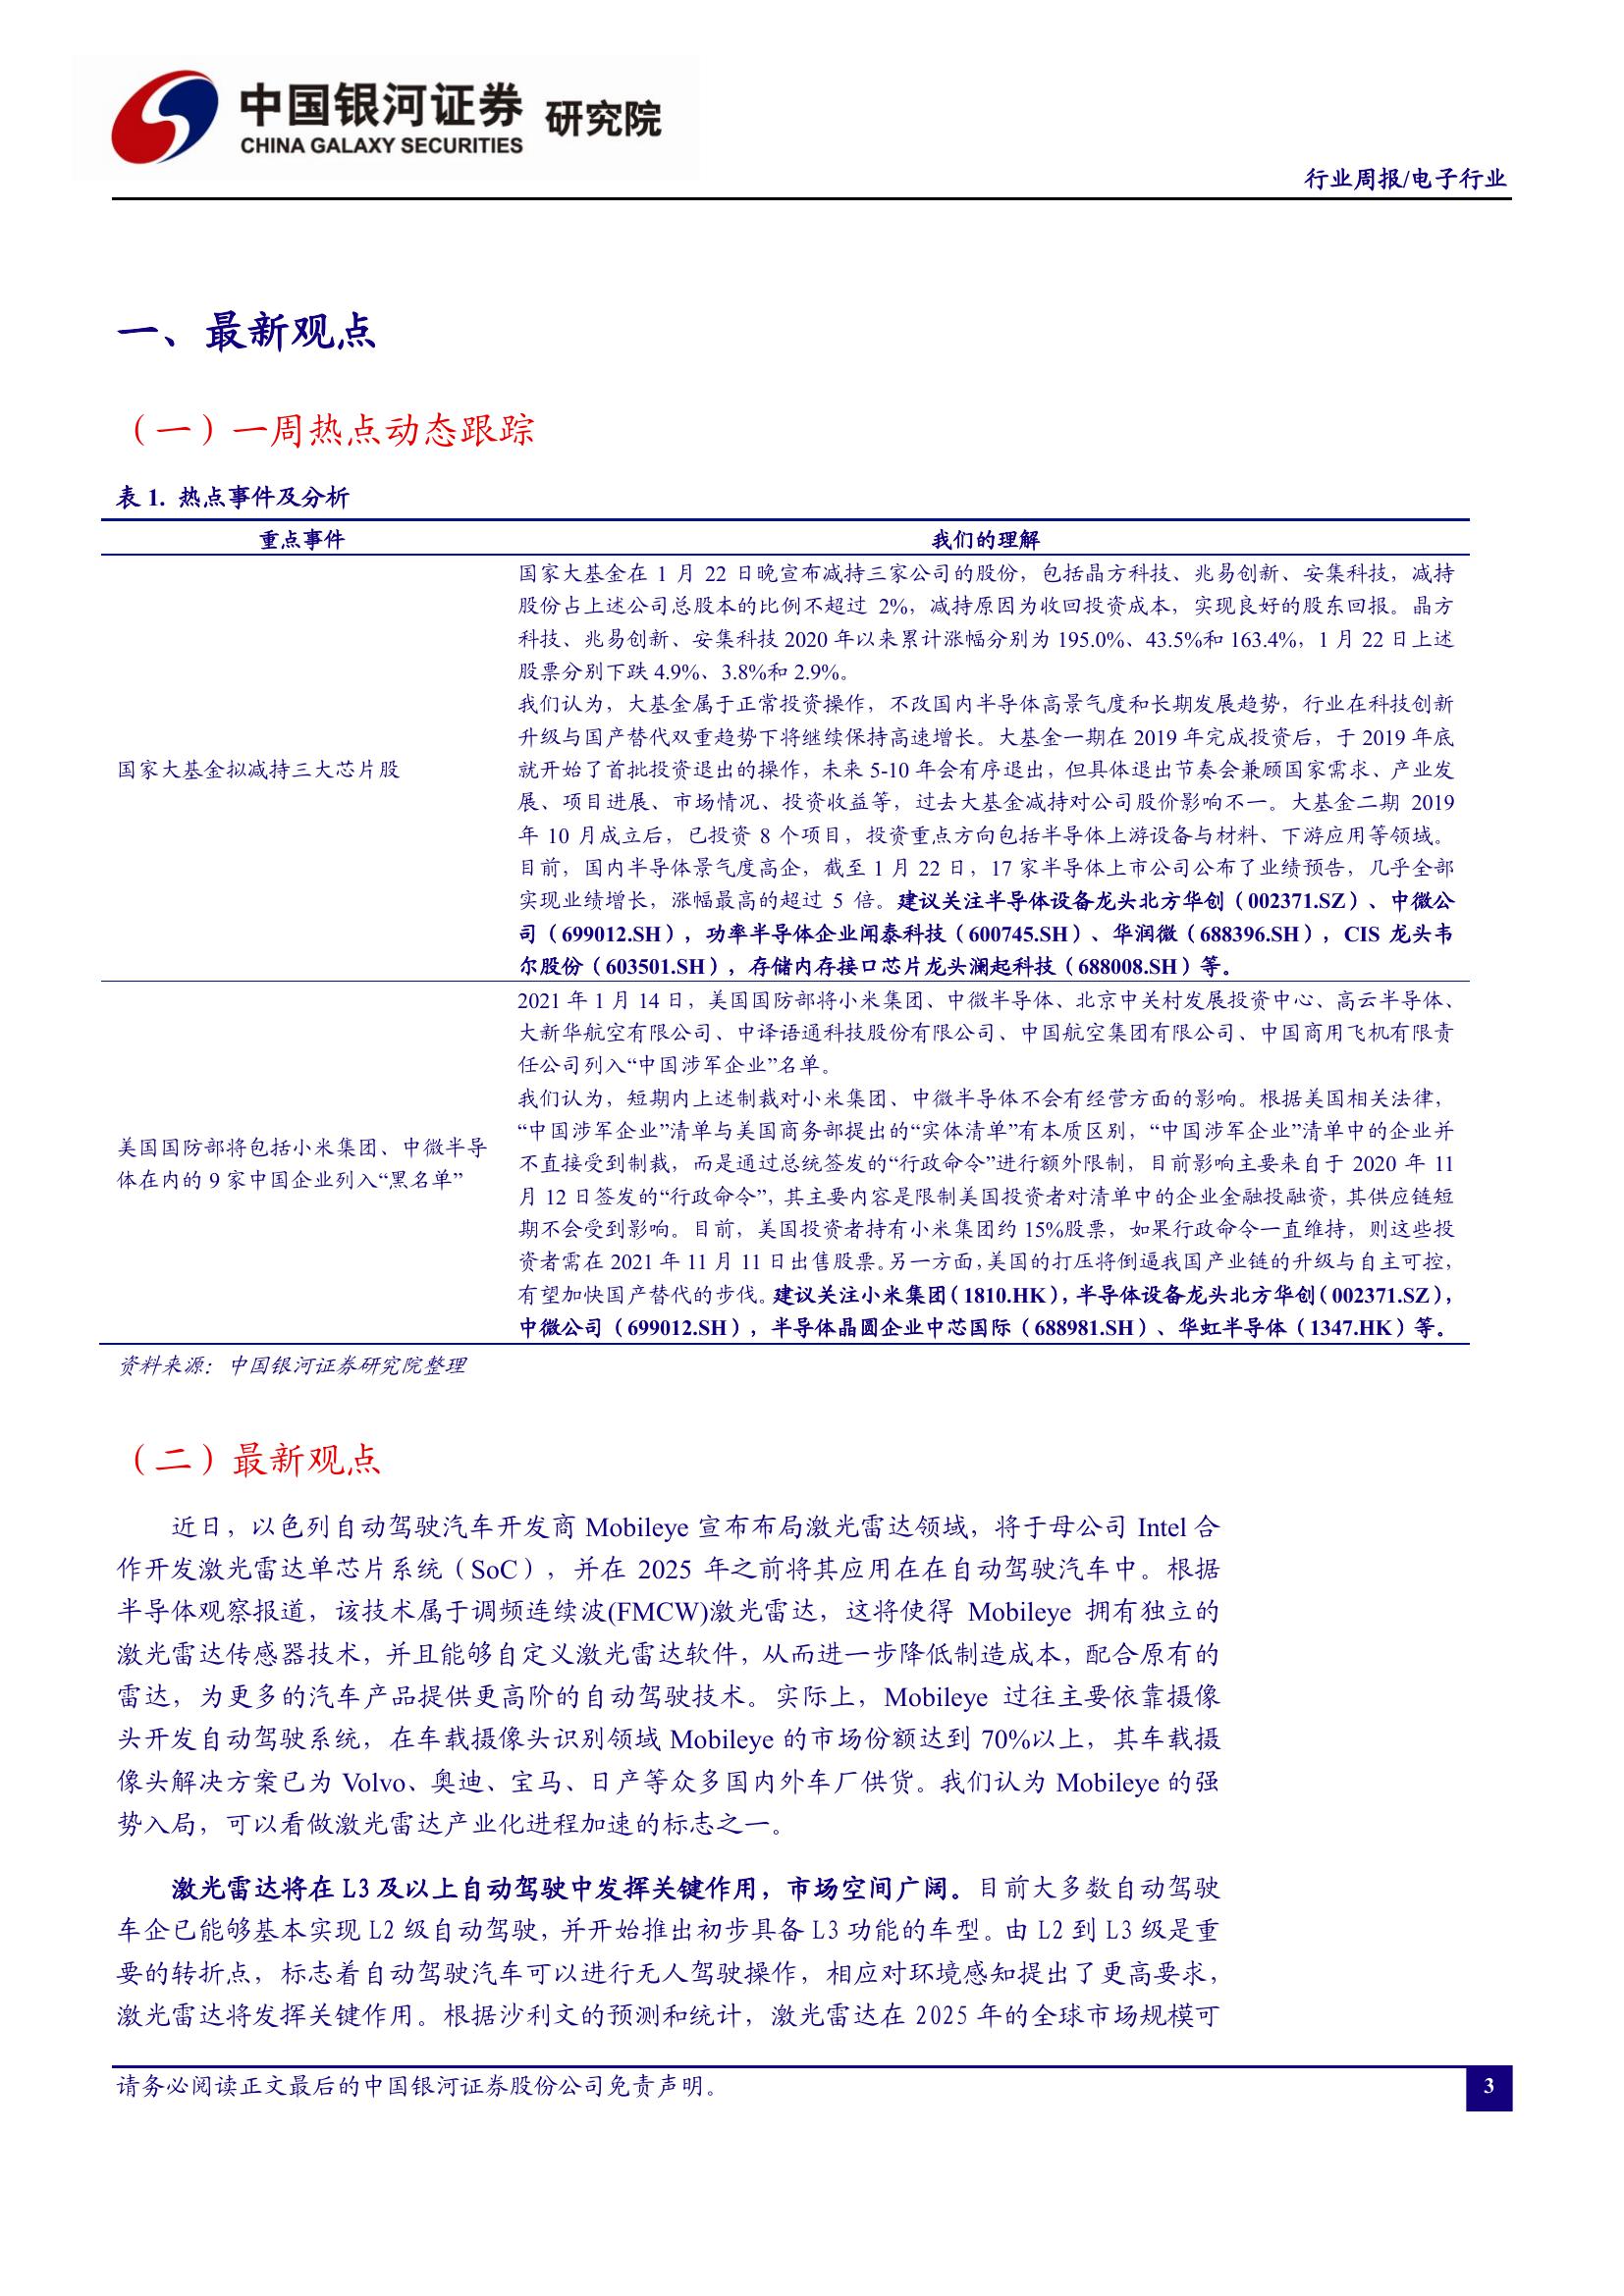 中国银河证券 研究院
CHINA GALAXY SECURITIES
行业周报/电子行业
一、最新观点
（一）一周热点动态跟踪
表 1. 热点事件及分析
重点事件 我们的理解
国家大基金拟减持三大芯片股
国家大基金在 1 月 22 日晚宣布减持三家公司的股份，包括晶方科技、兆易创新、安集科技，减持
股份占上述公司总股本的比例不超过 2%，减持原因为收回投资成本，实现良好的股东回报。晶方
科技、兆易创新、安集科技 2020 年以来累计涨幅分别为 195.0%、43.5%和 163.4%，1 月 22 日上述
股票分别下跌 4.9%、3.8%和 2.9%。
我们认为，大基金属于正常投资操作，不改国内半导体高景气度和长期发展趋势，行业在科技创新
升级与国产替代双重趋势下将继续保持高速增长。大基金一期在 2019 年完成投资后，于 2019 年底
就开始了首批投资退出的操作，未来 5-10 年会有序退出，但具体退出节奏会兼顾国家需求、产业发
展、项目进展、市场情况、投资收益等，过去大基金减持对公司股价影响不一。大基金二期 2019
年 10 月成立后，已投资 8 个项目，投资重点方向包括半导体上游设备与材料、下游应用等领域。
目前，国内半导体景气度高企，截至 1 月 22 日，17 家半导体上市公司公布了业绩预告，几乎全部
实现业绩增长，涨幅最高的超过 5 倍。建议关注半导体设备龙头北方华创（002371.SZ）、中微公
司（699012.SH），功率半导体企业闻泰科技（600745.SH）、华润微（688396.SH），CIS 龙头韦
尔股份（603501.SH），存储内存接口芯片龙头澜起科技（688008.SH）等。
美国国防部将包括小米集团、中微半导
体在内的 9 家中国企业列入“黑名单”
2021 年 1 月 14 日，美国国防部将小米集团、中微半导体、北京中关村发展投资中心、高云半导体、
大新华航空有限公司、中译语通科技股份有限公司、中国航空集团有限公司、中国商用飞机有限责
任公司列入“中国涉军企业”名单。
我们认为，短期内上述制裁对小米集团、中微半导体不会有经营方面的影响。根据美国相关法律，
“中国涉军企业”清单与美国商务部提出的“实体清单”有本质区别，“中国涉军企业”清单中的企业并
不直接受到制裁，而是通过总统签发的“行政命令”进行额外限制，目前影响主要来自于 2020 年 11
月 12 日签发的“行政命令”，其主要内容是限制美国投资者对清单中的企业金融投融资，其供应链短
期不会受到影响。目前，美国投资者持有小米集团约 15%股票，如果行政命令一直维持，则这些投
资者需在 2021 年 11 月 11 日出售股票。另一方面，美国的打压将倒逼我国产业链的升级与自主可控，
有望加快国产替代的步伐。建议关注小米集团（1810.HK），半导体设备龙头北方华创（002371.SZ），
中微公司（699012.SH），半导体晶圆企业中芯国际（688981.SH）、华虹半导体（1347.HK）等。
资料来源：中国银河证券研究院整理
（二）最新观点
近日，以色列自动驾驶汽车开发商 Mobileye 宣布布局激光雷达领域，将于母公司 Intel 合
作开发激光雷达单芯片系统（SoC），并在 2025 年之前将其应用在在自动驾驶汽车中。根据
半导体观察报道，该技术属于调频连续波(FMCW)激光雷达，这将使得 Mobileye 拥有独立的
激光雷达传感器技术，并且能够自定义激光雷达软件，从而进一步降低制造成本，配合原有的
雷达，为更多的汽车产品提供更高阶的自动驾驶技术。实际上，Mobileye 过往主要依靠摄像
头开发自动驾驶系统，在车载摄像头识别领域 Mobileye 的市场份额达到 70%以上，其车载摄
像头解决方案已为 Volvo、奥迪、宝马、日产等众多国内外车厂供货。我们认为 Mobileye 的强
势入局，可以看做激光雷达产业化进程加速的标志之一。
激光雷达将在 L3 及以上自动驾驶中发挥关键作用，市场空间广阔。目前大多数自动驾驶
车企已能够基本实现 L2 级自动驾驶，并开始推出初步具备 L3 功能的车型。由 L2 到 L3 级是重
要的转折点，标志着自动驾驶汽车可以进行无人驾驶操作，相应对环境感知提出了更高要求，
激光雷达将发挥关键作用。根据沙利文的预测和统计，激光雷达在 2025 年的全球市场规模可
请务必阅读正文最后的中国银河证券股份公司免责声明。
3